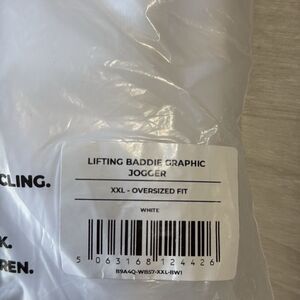 LIFTING BADDIE GRAPHIC
JOGGER
XXL - OVERSIZED FIT
WHITE
5 063168 124426
B9A4Q-WB57-XXL-BW1
CLING.
K.
REN.